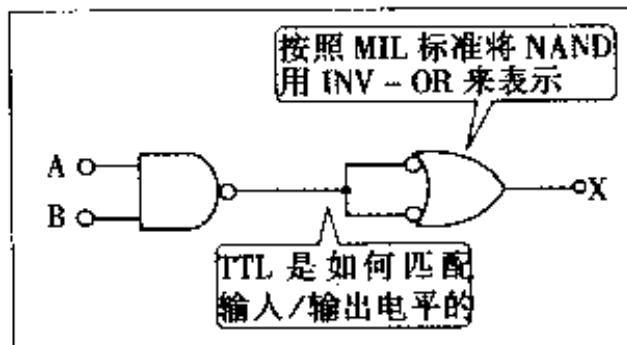 按照 MIL 标准将 NAND
用 INV-OR 来表示
A
B
X
TTL 是如何匹配
输人/输出电平的